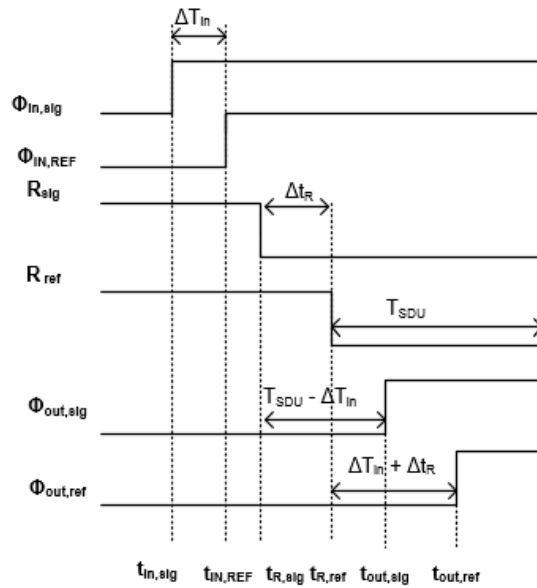 ΔT_In
Φ_In,sig
Φ_IN,REF
R_sig
Δt_R
R_ref
T_SDU
T_SDU - ΔT_In
Φ_out,sig
ΔT_In + Δt_R
Φ_out,ref
t_In,sig t_IN,REF t_R,sig t_R,ref t_out,sig t_out,ref